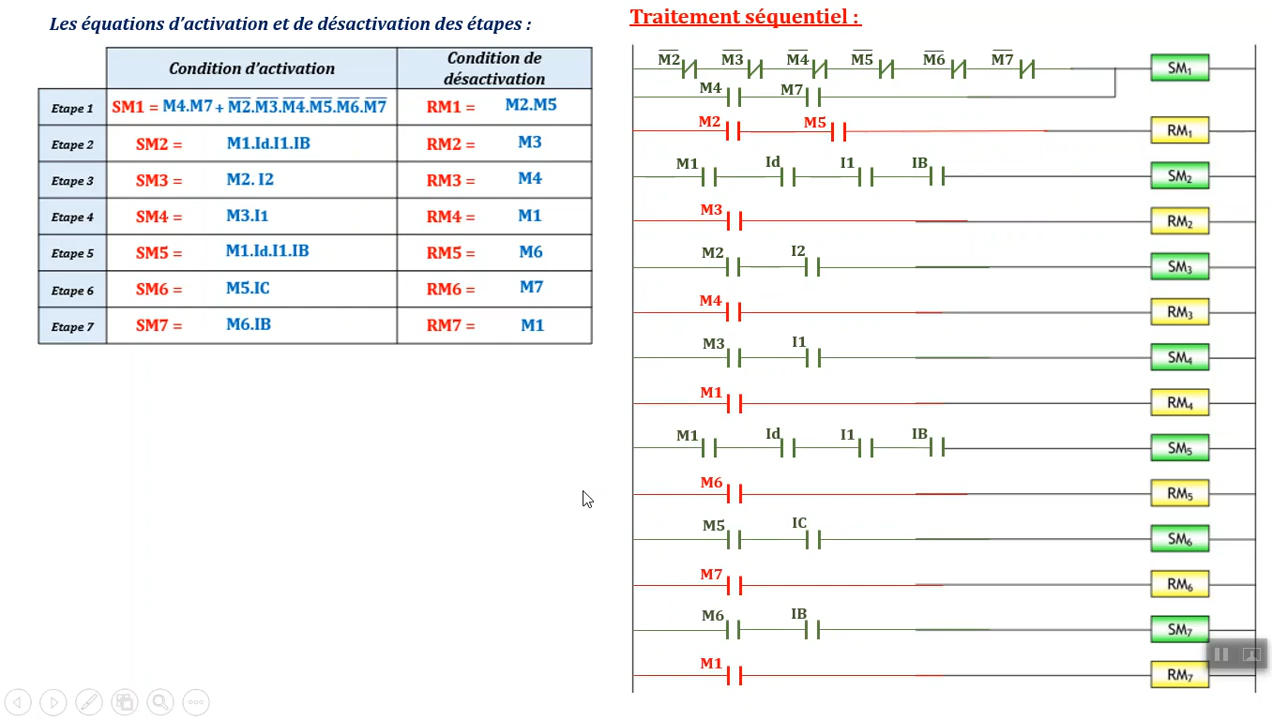 Les équations d'activation et de désactivation des étapes :
Condition d'activation
Condition de
désactivation
Etape 1 SM1 = M4.M7 + M̅2̅.M̅3̅.M̅4̅.M̅5̅.M̅6̅.M̅7̅ RM1 = M2.M5
Etape 2 SM2 = M1.Id.I1.IB RM2 = M3
Etape 3 SM3 = M2. I2 RM3 = M4
Etape 4 SM4 = M3.I1 RM4 = M1
Etape 5 SM5 = M1.Id.I1.IB RM5 = M6
Etape 6 SM6 = M5.IC RM6 = M7
Etape 7 SM7 = M6.IB RM7 = M1
Traitement séquentiel :
M̅2̅ M̅3̅ M̅4̅ M̅5̅ M̅6̅ M̅7̅ SM₁
M4 M7
M2 M5 RM₁
M1 Id I1 IB SM₂
M3 RM₂
M2 I2 SM₃
M4 RM₃
M3 I1 SM₄
M1 RM₄
M1 Id I1 IB SM₅
M6 RM₅
M5 IC SM₆
M7 RM₆
M6 IB SM₇
M1 RM₇